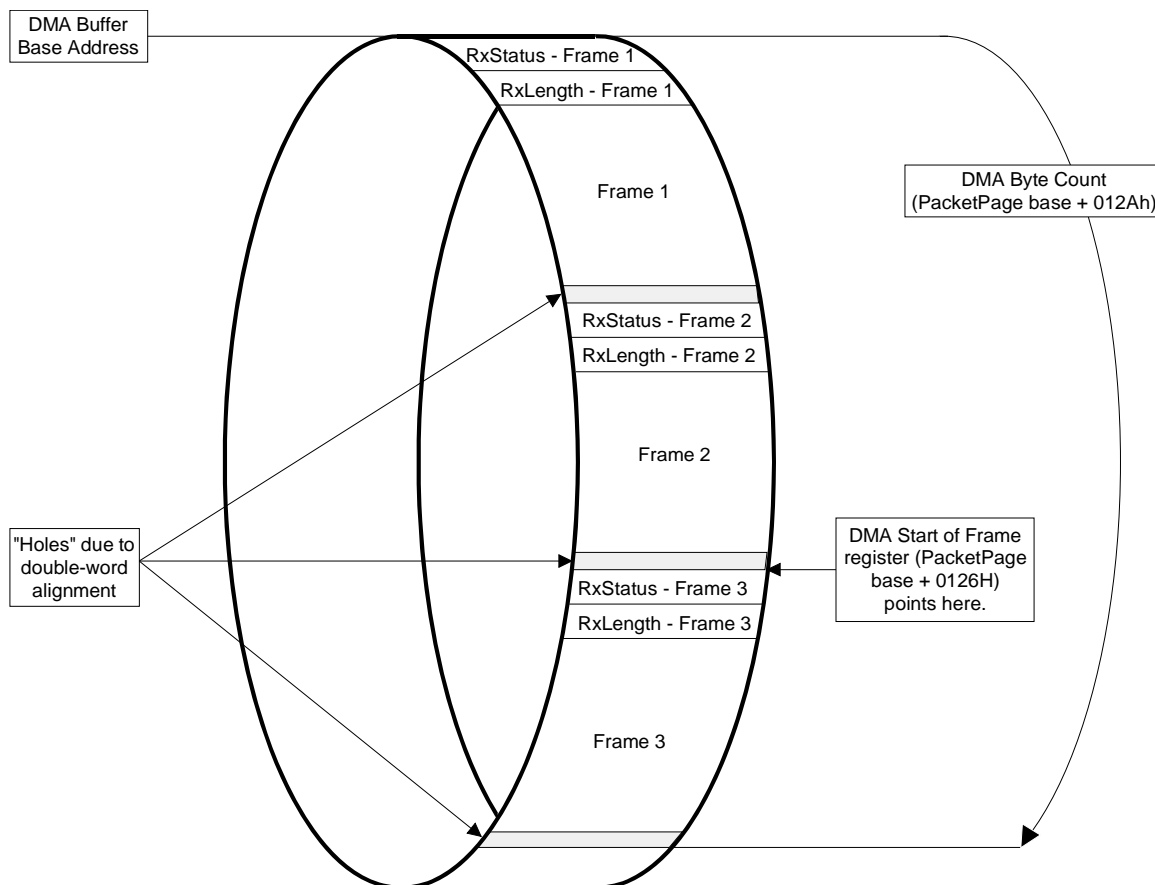 DMA Buffer
Base Address
RxStatus - Frame 1
RxLength - Frame 1
Frame 1
DMA Byte Count
(PacketPage base + 012Ah)
RxStatus - Frame 2
RxLength - Frame 2
Frame 2
"Holes" due to
double-word
alignment
DMA Start of Frame
register (PacketPage
base + 0126H)
points here.
RxStatus - Frame 3
RxLength - Frame 3
Frame 3